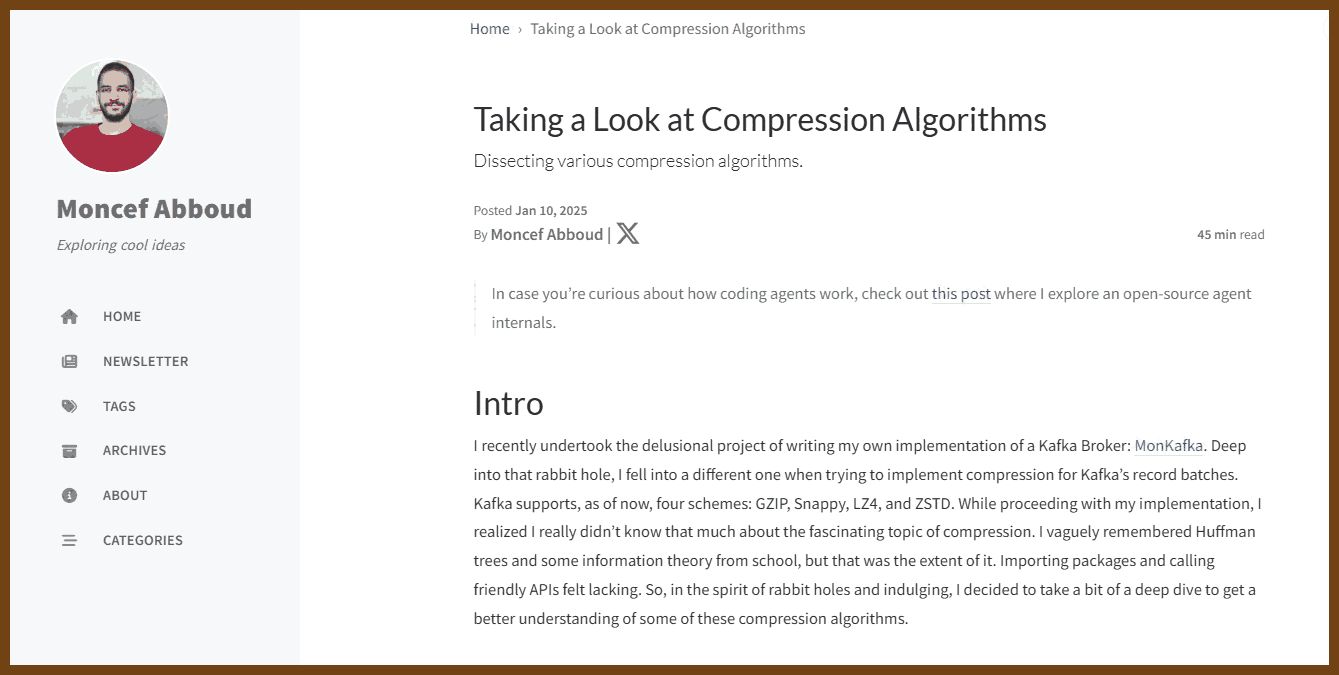 Moncef Abboud
Exploring cool ideas
HOME
NEWSLETTER
TAGS
ARCHIVES
ABOUT
CATEGORIES
Home › Taking a Look at Compression Algorithms
Taking a Look at Compression Algorithms
Dissecting various compression algorithms.
Posted Jan 10, 2025
By Moncef Abboud | X
45 min read
In case you’re curious about how coding agents work, check out this post where I explore an open-source agent
internals.
Intro
I recently undertook the delusional project of writing my own implementation of a Kafka Broker: MonKafka. Deep
into that rabbit hole, I fell into a different one when trying to implement compression for Kafka’s record batches.
Kafka supports, as of now, four schemes: GZIP, Snappy, LZ4, and ZSTD. While proceeding with my implementation, I
realized I really didn’t know that much about the fascinating topic of compression. I vaguely remembered Huffman
trees and some information theory from school, but that was the extent of it. Importing packages and calling
friendly APIs felt lacking. So, in the spirit of rabbit holes and indulging, I decided to take a bit of a deep dive to get a
better understanding of some of these compression algorithms.